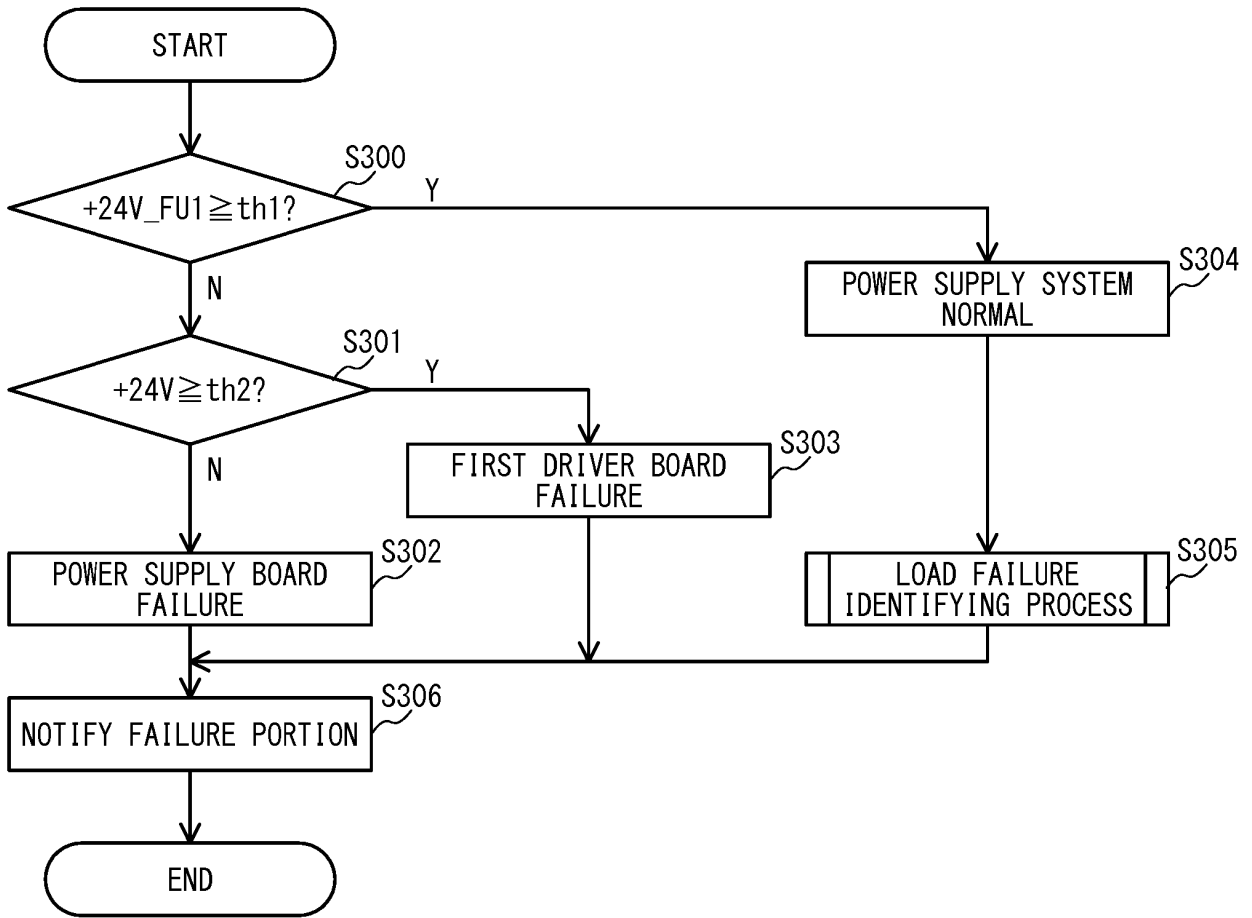 START
S300
+24V_FU1≧th1?
Y
N
S304
POWER SUPPLY SYSTEM
NORMAL
S301
+24V≧th2?
Y
N
S303
FIRST DRIVER BOARD
FAILURE
S302
POWER SUPPLY BOARD
FAILURE
S305
LOAD FAILURE
IDENTIFYING PROCESS
S306
NOTIFY FAILURE PORTION
END